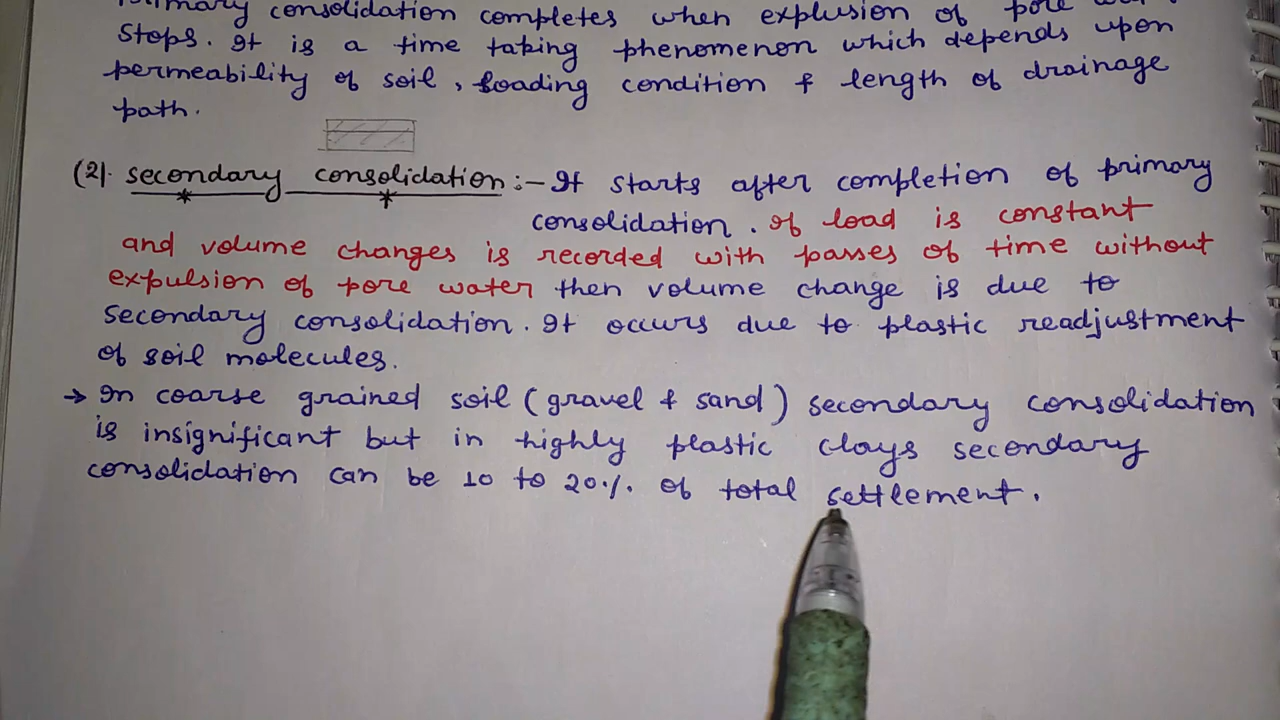 Primary consolidation completes when explusion of pore
stops. It is a time taking phenomenon which depends upon
permeability of soil, loading condition & length of drainage
path.
(2). secondary consolidation :- It starts after completion of primary
consolidation. If load is constant
and volume changes is recorded with passes of time without
expulsion of pore water then volume change is due to
secondary consolidation. It occurs due to plastic readjustment
of soil molecules.
→ In coarse grained soil (gravel & sand) secondary consolidation
is insignificant but in highly plastic clays secondary
consolidation can be 10 to 20% of total settlement.